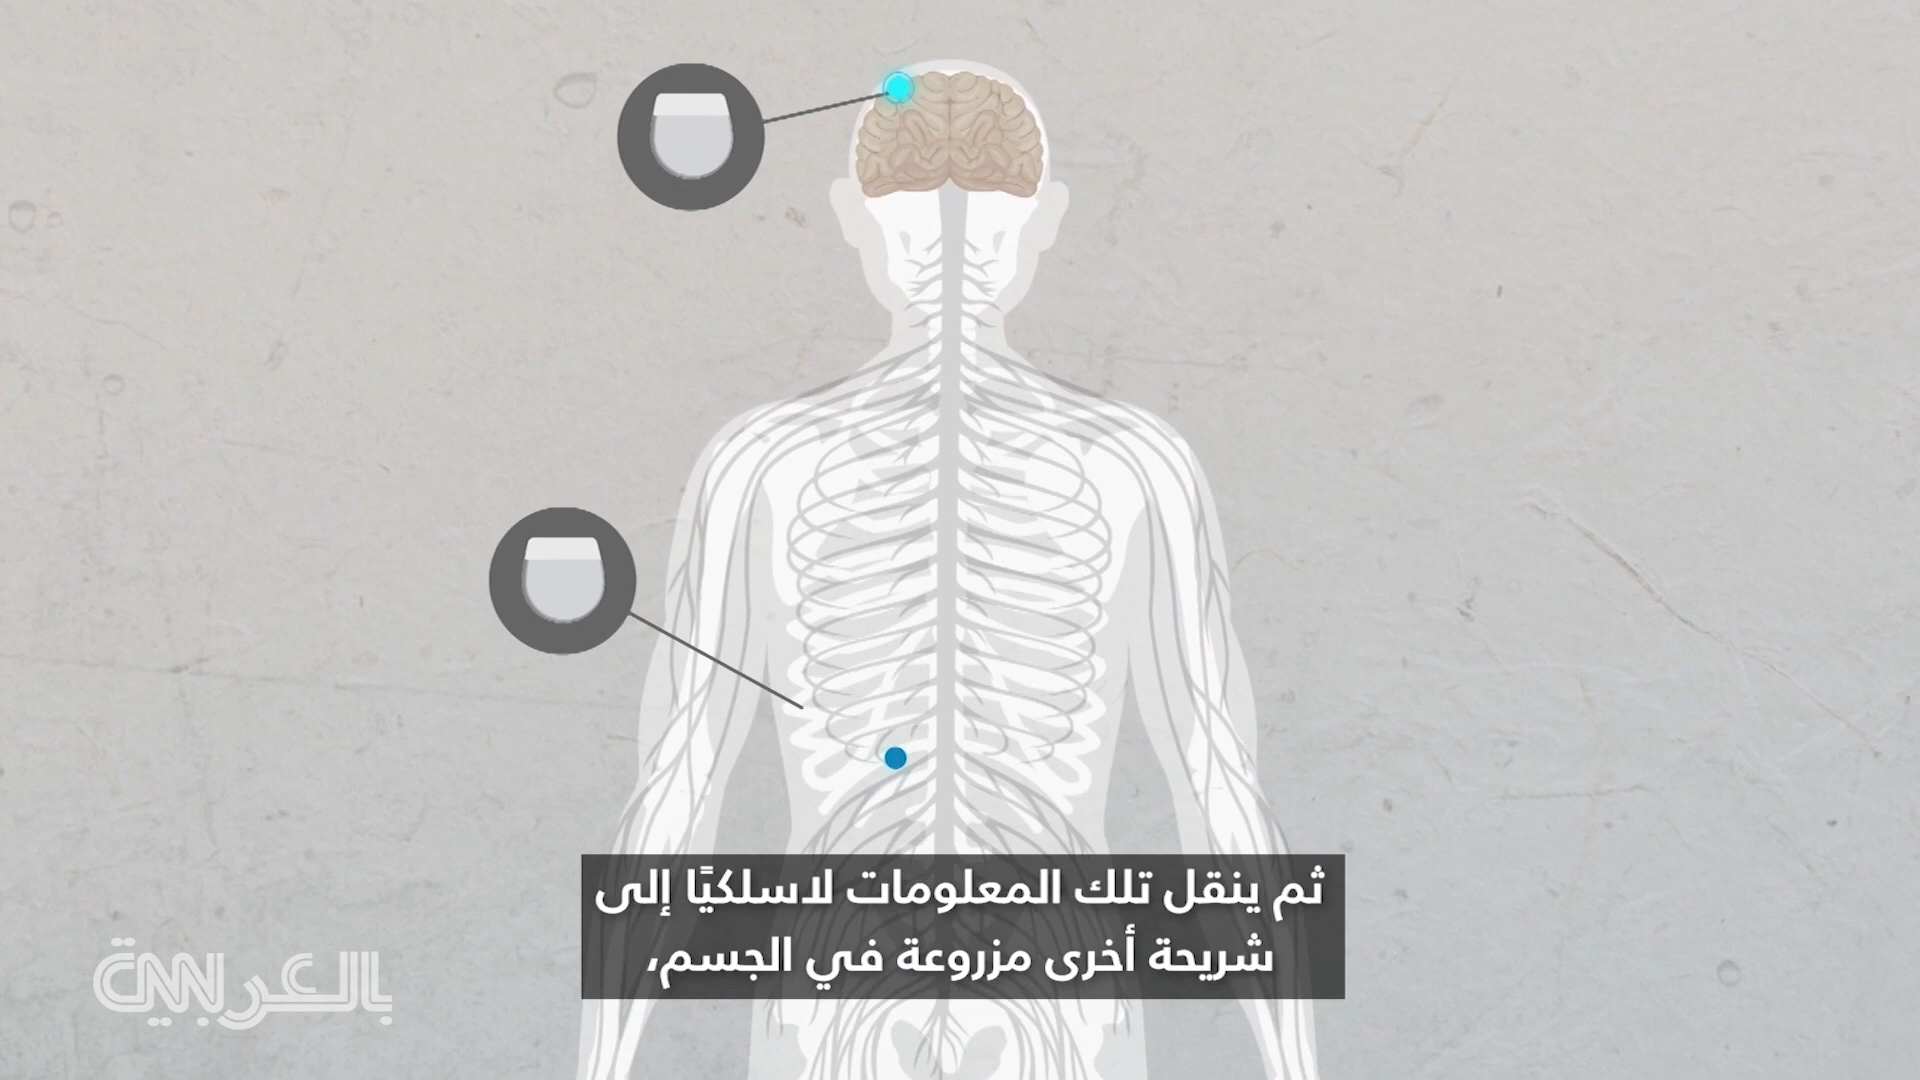 ثم ينقل تلك المعلومات لاسلكيًا إلى
شريحة أخرى مزروعة في الجسم،
CNN بالعربية